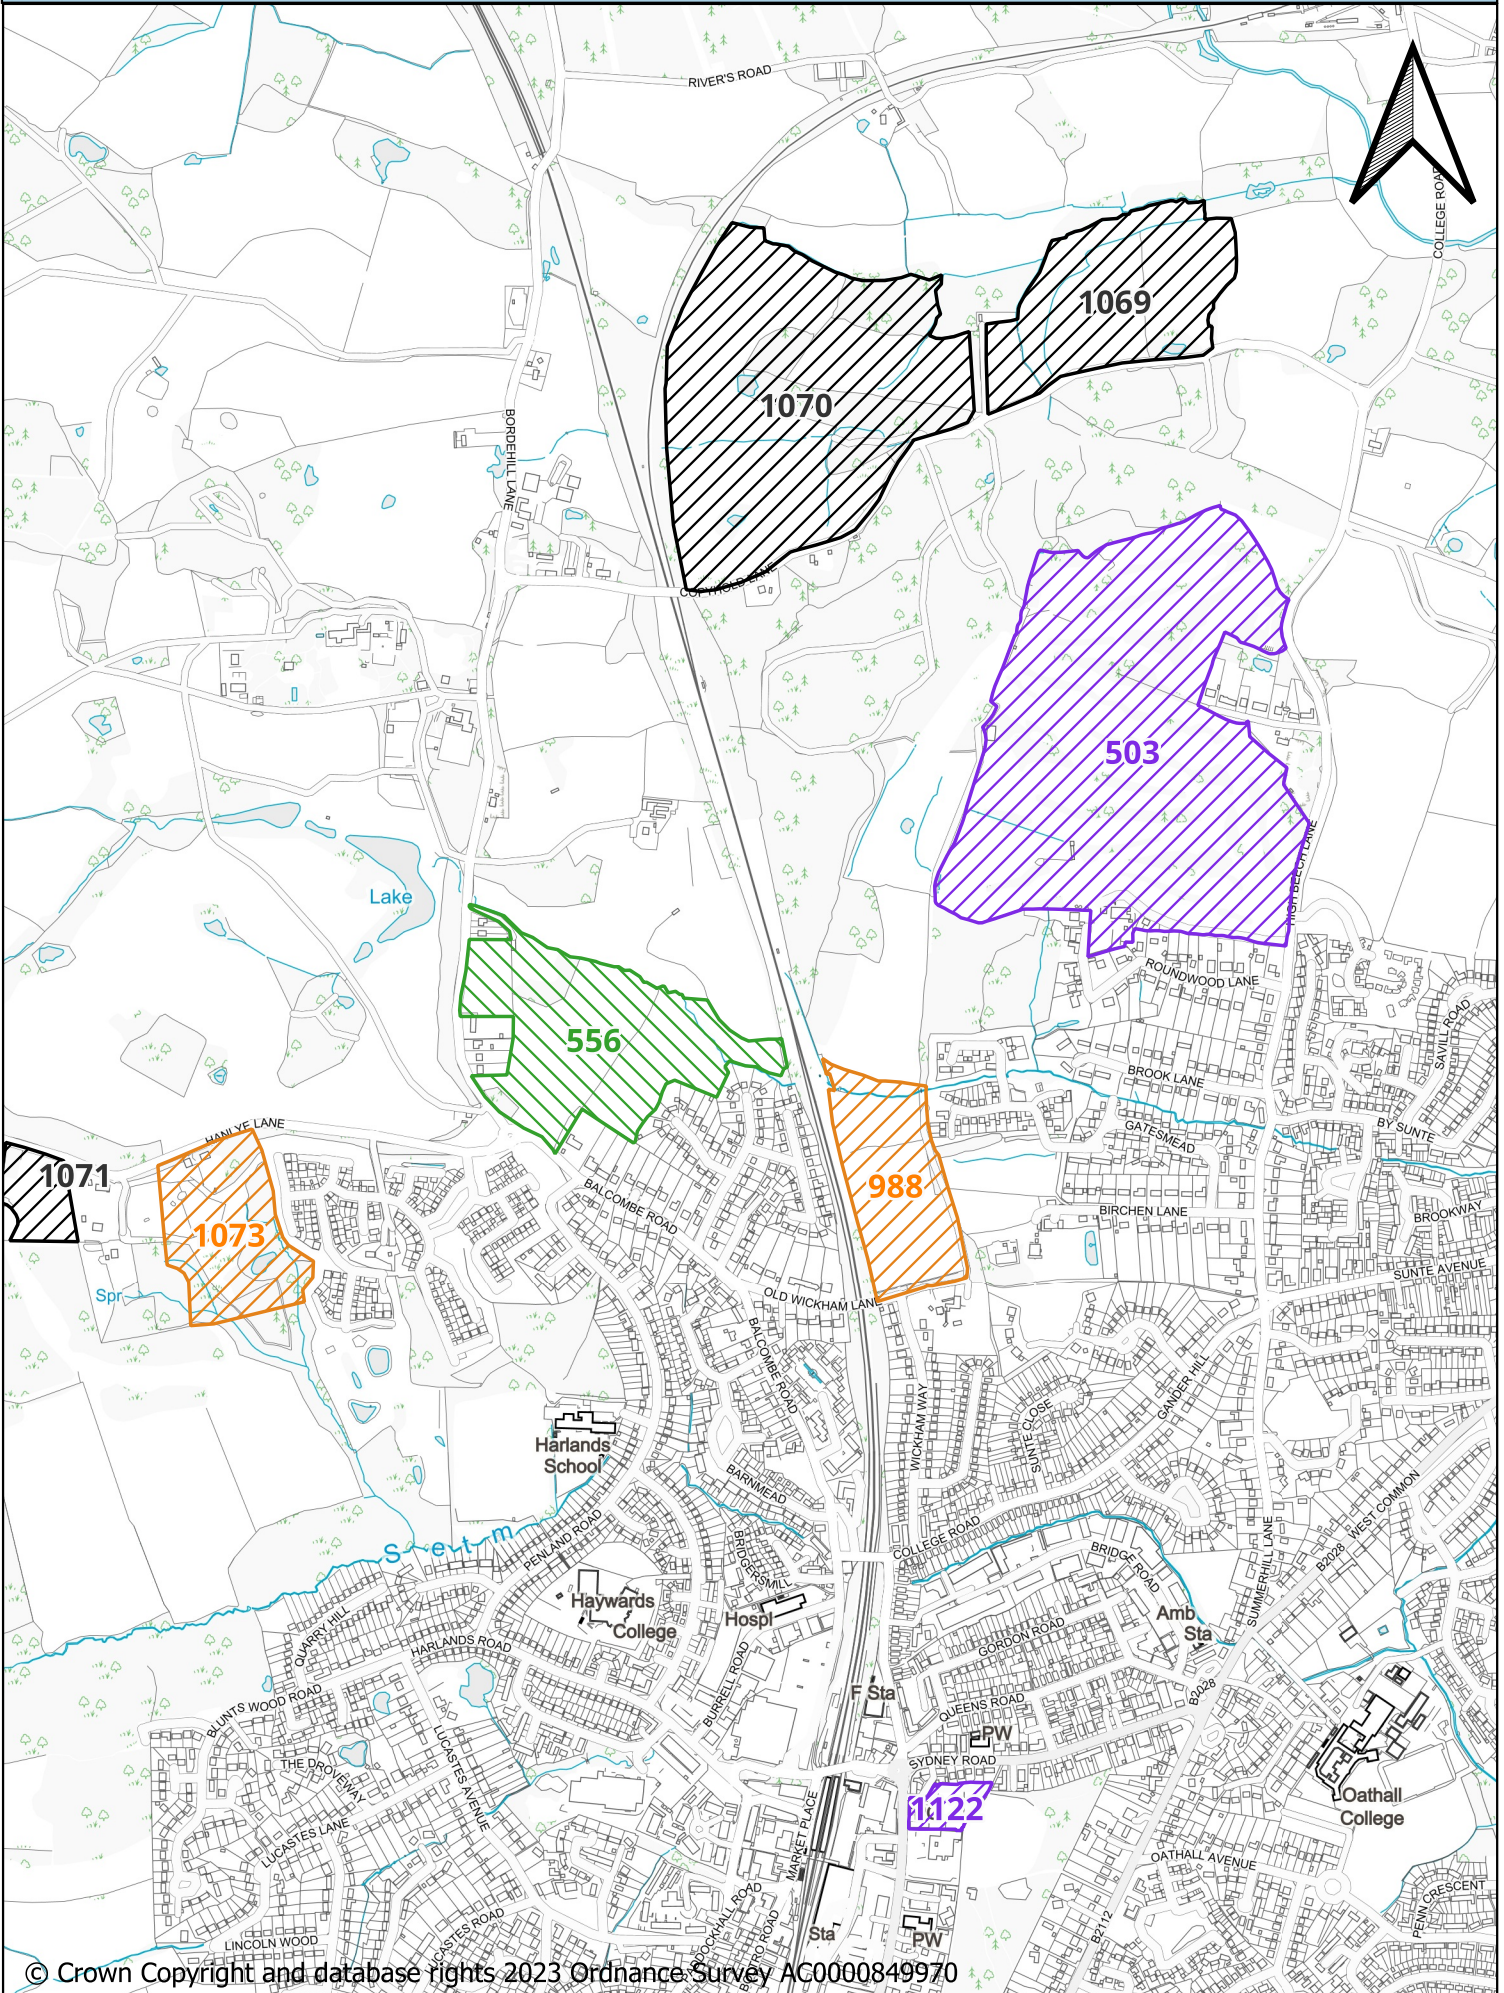 RIVER'S ROAD
COLLEGE ROAD
1069
1070
BORDEHILL LANE
COPYHOLD LANE
503
HIGH BEECH LANE
Lake
ROUNDWOOD LANE
SAVILL ROAD
556
BROOK LANE
HANLYE LANE
GATESMEAD
BY SUNTE
1071
988
1073
BALCOMBE ROAD
BIRCHEN LANE
BROOKWAY
Spr
OLD WICKHAM LANE
SUNTE AVENUE
BALCOMBE ROAD
GANDER HILL
WICKHAM WAY
SUNTE CLOSE
Harlands
School
BARNMEAD
WEST COMMON
B2028
SUMMERHILL LANE
PENLAND ROAD
COLLEGE ROAD
BRIDGERSMILL
BRIDGE ROAD
Haywards
College
Hospl
Amb
Sta
QUARRY HILL
HARLANDS ROAD
GORDON ROAD
BURRELL ROAD
F Sta
B2028
BLUNTS WOOD ROAD
QUEENS ROAD
PW
SYDNEY ROAD
THE DROVEWAY
LUCASTES AVENUE
1122
MARKET PLACE
Oathall
College
LUCASTES LANE
OATHALL AVENUE
PENN CRESCENT
B2112
Sta
PW
LINCOLN WOOD
© Crown Copyright and database rights 2023 Ordnance Survey AC0000849970